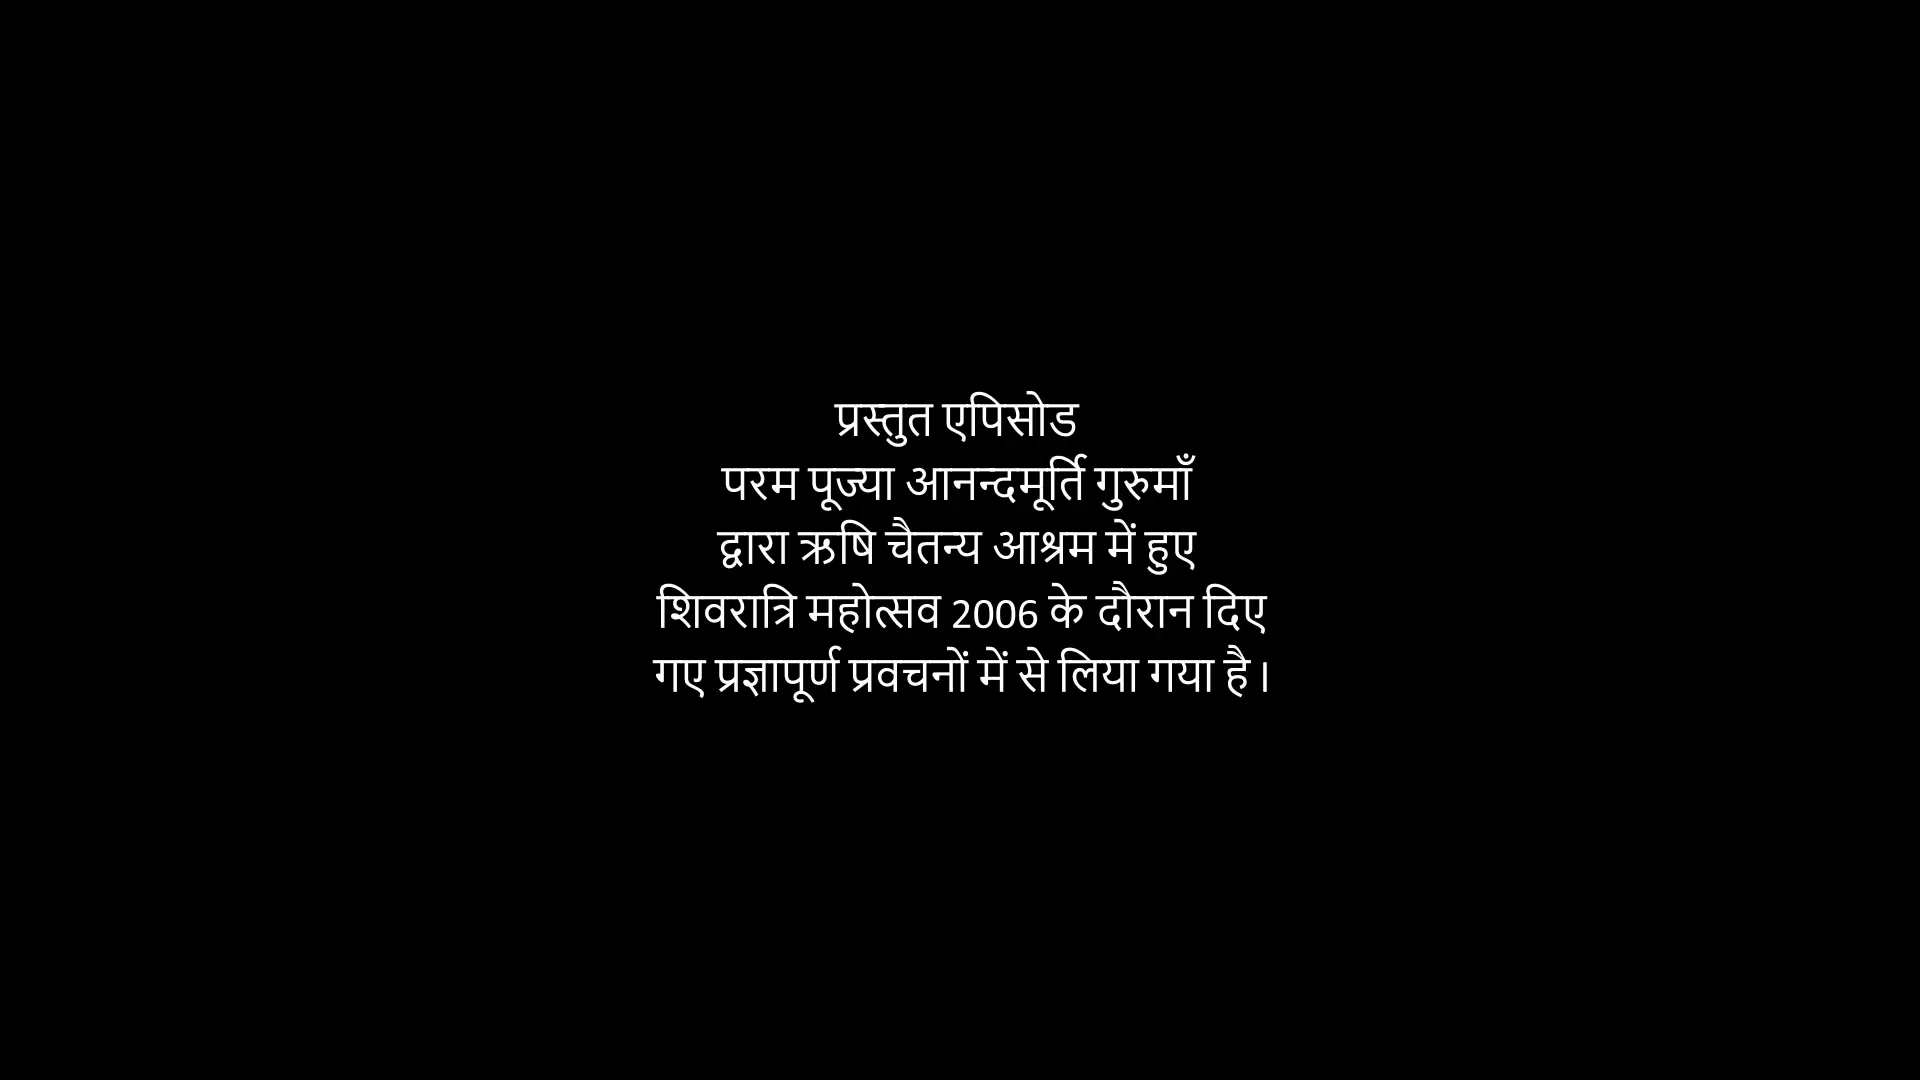 प्रस्तुत एपिसोड
परम पूज्या आनन्दमूर्ति गुरुमाँ
द्वारा ऋषि चैतन्य आश्रम में हुए
शिवरात्रि महोत्सव 2006 के दौरान दिए
गए प्रज्ञापूर्ण प्रवचनों में से लिया गया है ।